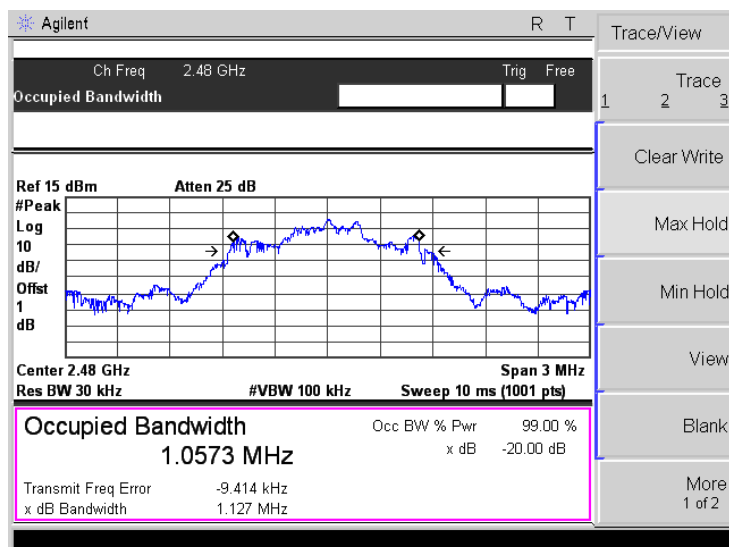 Agilent R T
Trace/View
Ch Freq 2.48 GHz Trig Free
Occupied Bandwidth
Trace
1 2 3
Clear Write
Max Hold
Min Hold
View
Blank
More
1 of 2
Ref 15 dBm Atten 25 dB
#Peak
Log
10
dB/
Offst
1
dB
Center 2.48 GHz Span 3 MHz
Res BW 30 kHz #VBW 100 kHz Sweep 10 ms (1001 pts)
Occupied Bandwidth Occ BW % Pwr 99.00 %
1.0573 MHz x dB -20.00 dB
Transmit Freq Error -9.414 kHz
x dB Bandwidth 1.127 MHz